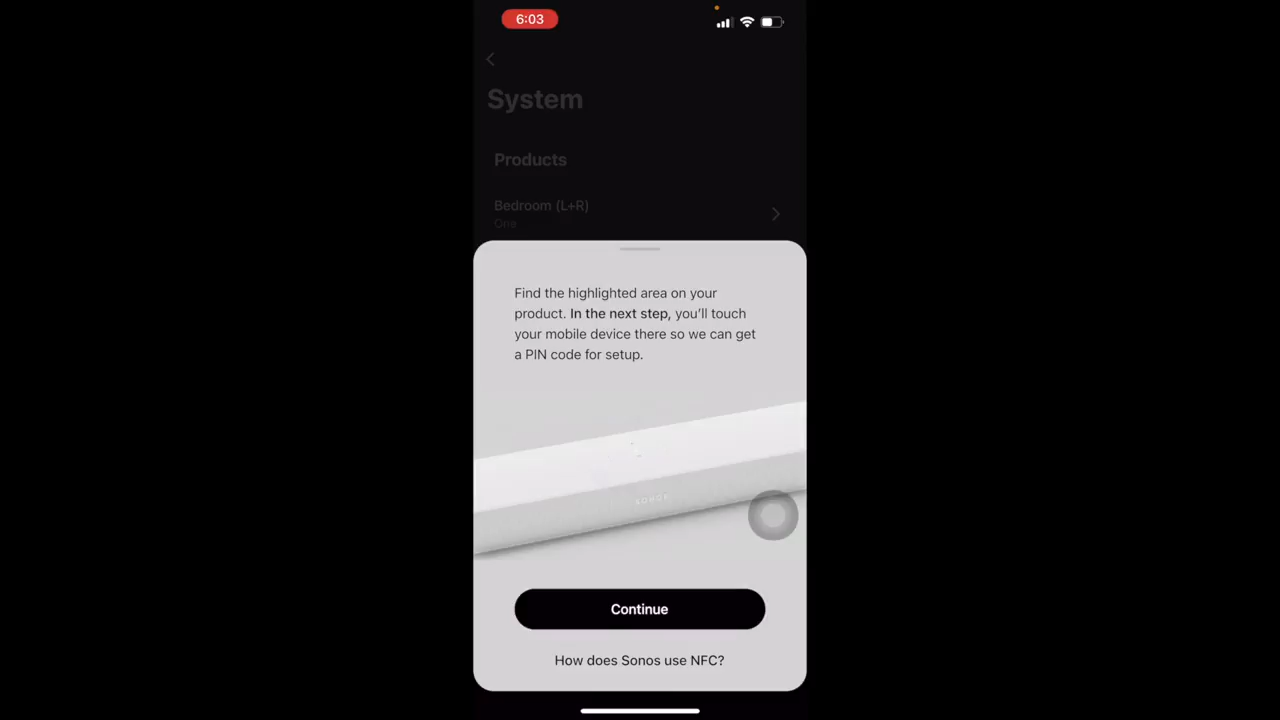 6:03
System
Products
Bedroom (L+R)
One
Find the highlighted area on your
product. In the next step, you'll touch
your mobile device there so we can get
a PIN code for setup.
SONOS
Continue
How does Sonos use NFC?